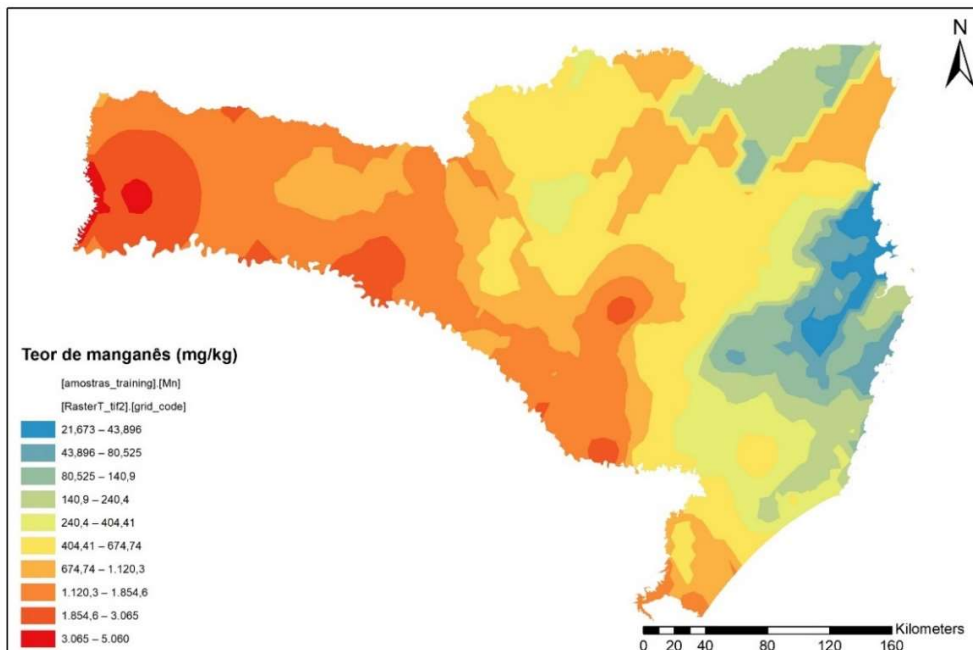 N
Teor de manganês (mg/kg)
[amostras_training].[Mn]
[RasterT_tif2].[grid_code]
21,673 – 43,896
43,896 – 80,525
80,525 – 140,9
140,9 – 240,4
240,4 – 404,41
404,41 – 674,74
674,74 – 1.120,3
1.120,3 – 1.854,6
1.854,6 – 3.065
3.065 – 5.060
Kilometers
0 20 40 80 120 160